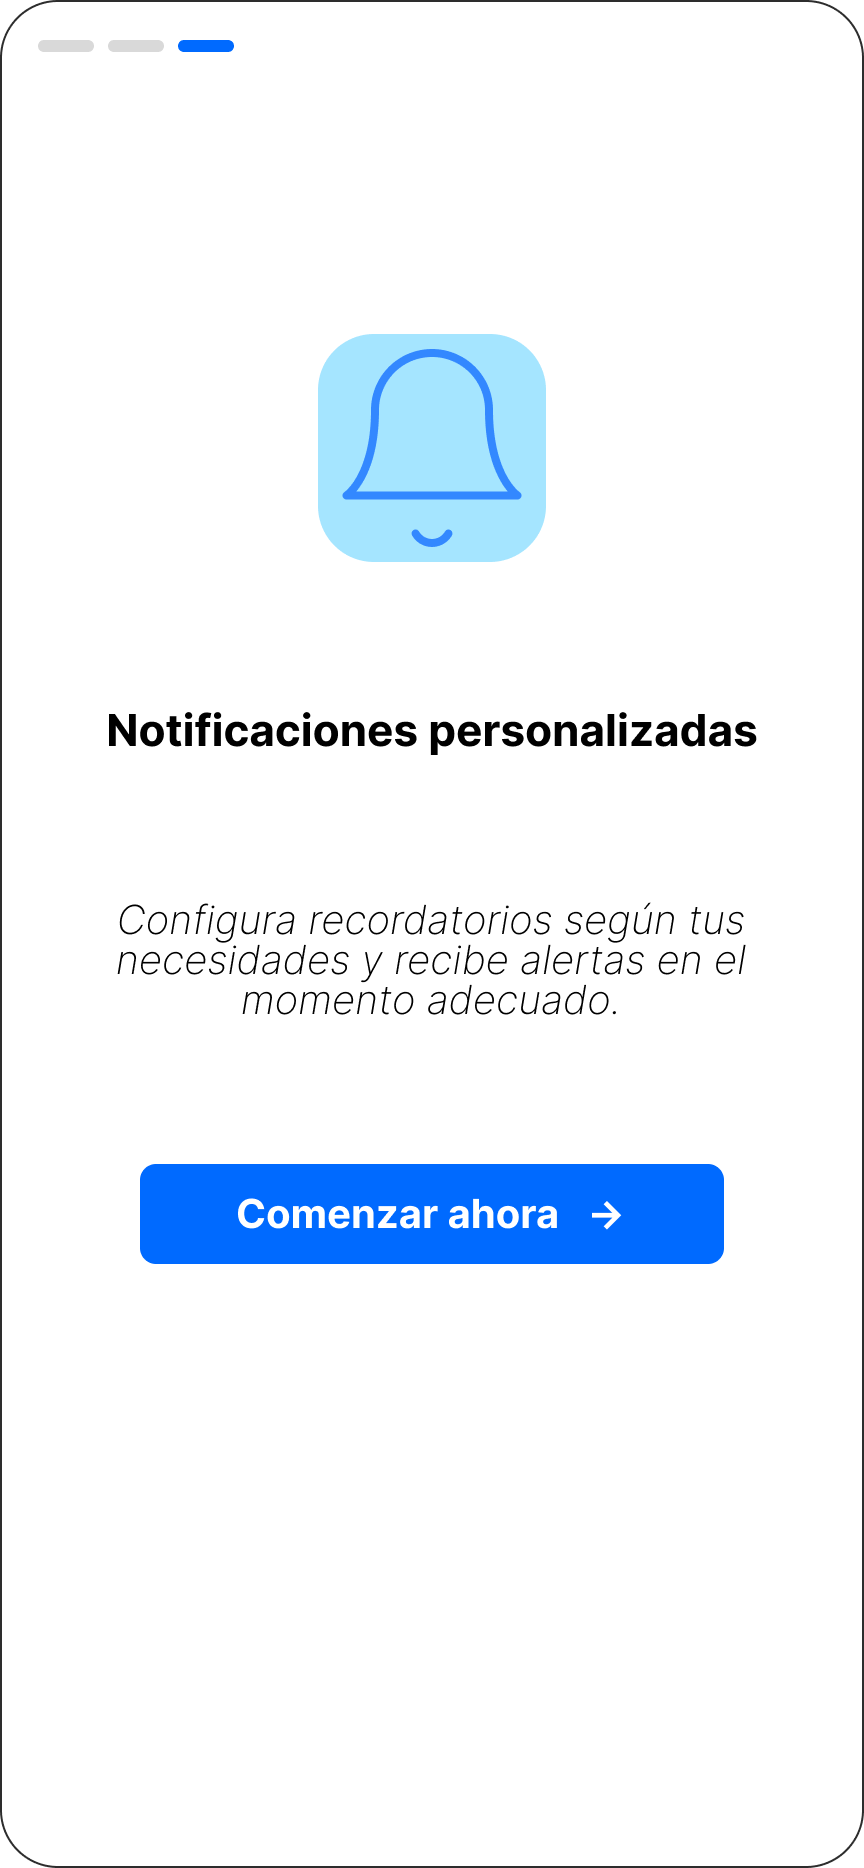 Notificaciones personalizadas
Configura recordatorios según tus
necesidades y recibe alertas en el
momento adecuado.
Comenzar ahora →